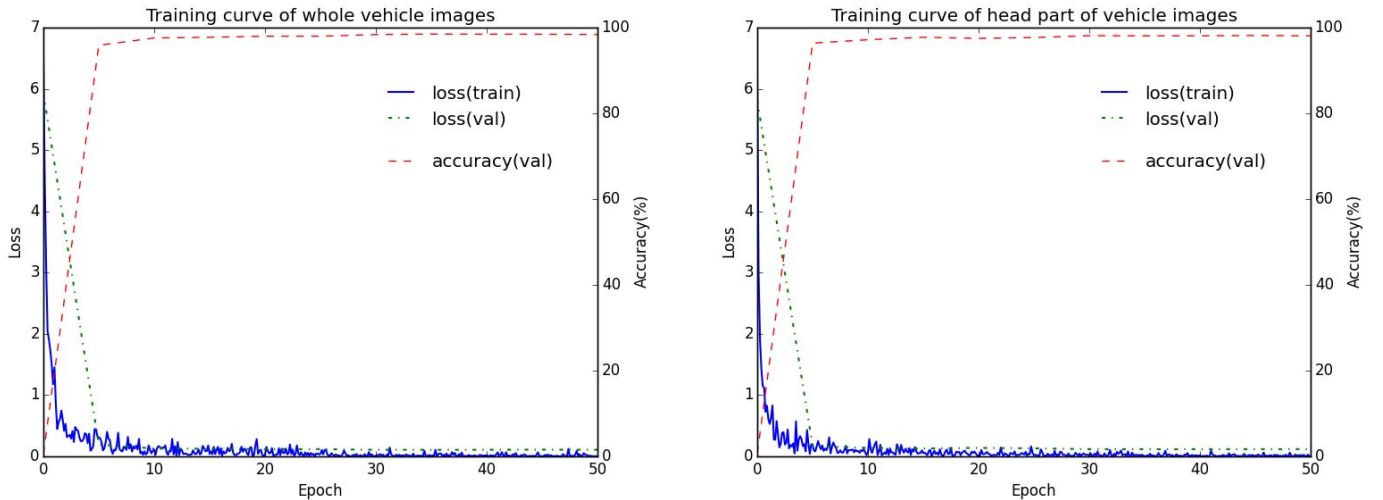 Training curve of whole vehicle images
7
6
5
4
3
2
1
0
Loss
100
80
60
40
20
0
Accuracy(%)
loss(train)
loss(val)
accuracy(val)
0 10 20 30 40 50
Epoch
Training curve of head part of vehicle images
7
6
5
4
3
2
1
0
Loss
100
80
60
40
20
0
Accuracy(%)
loss(train)
loss(val)
accuracy(val)
0 10 20 30 40 50
Epoch